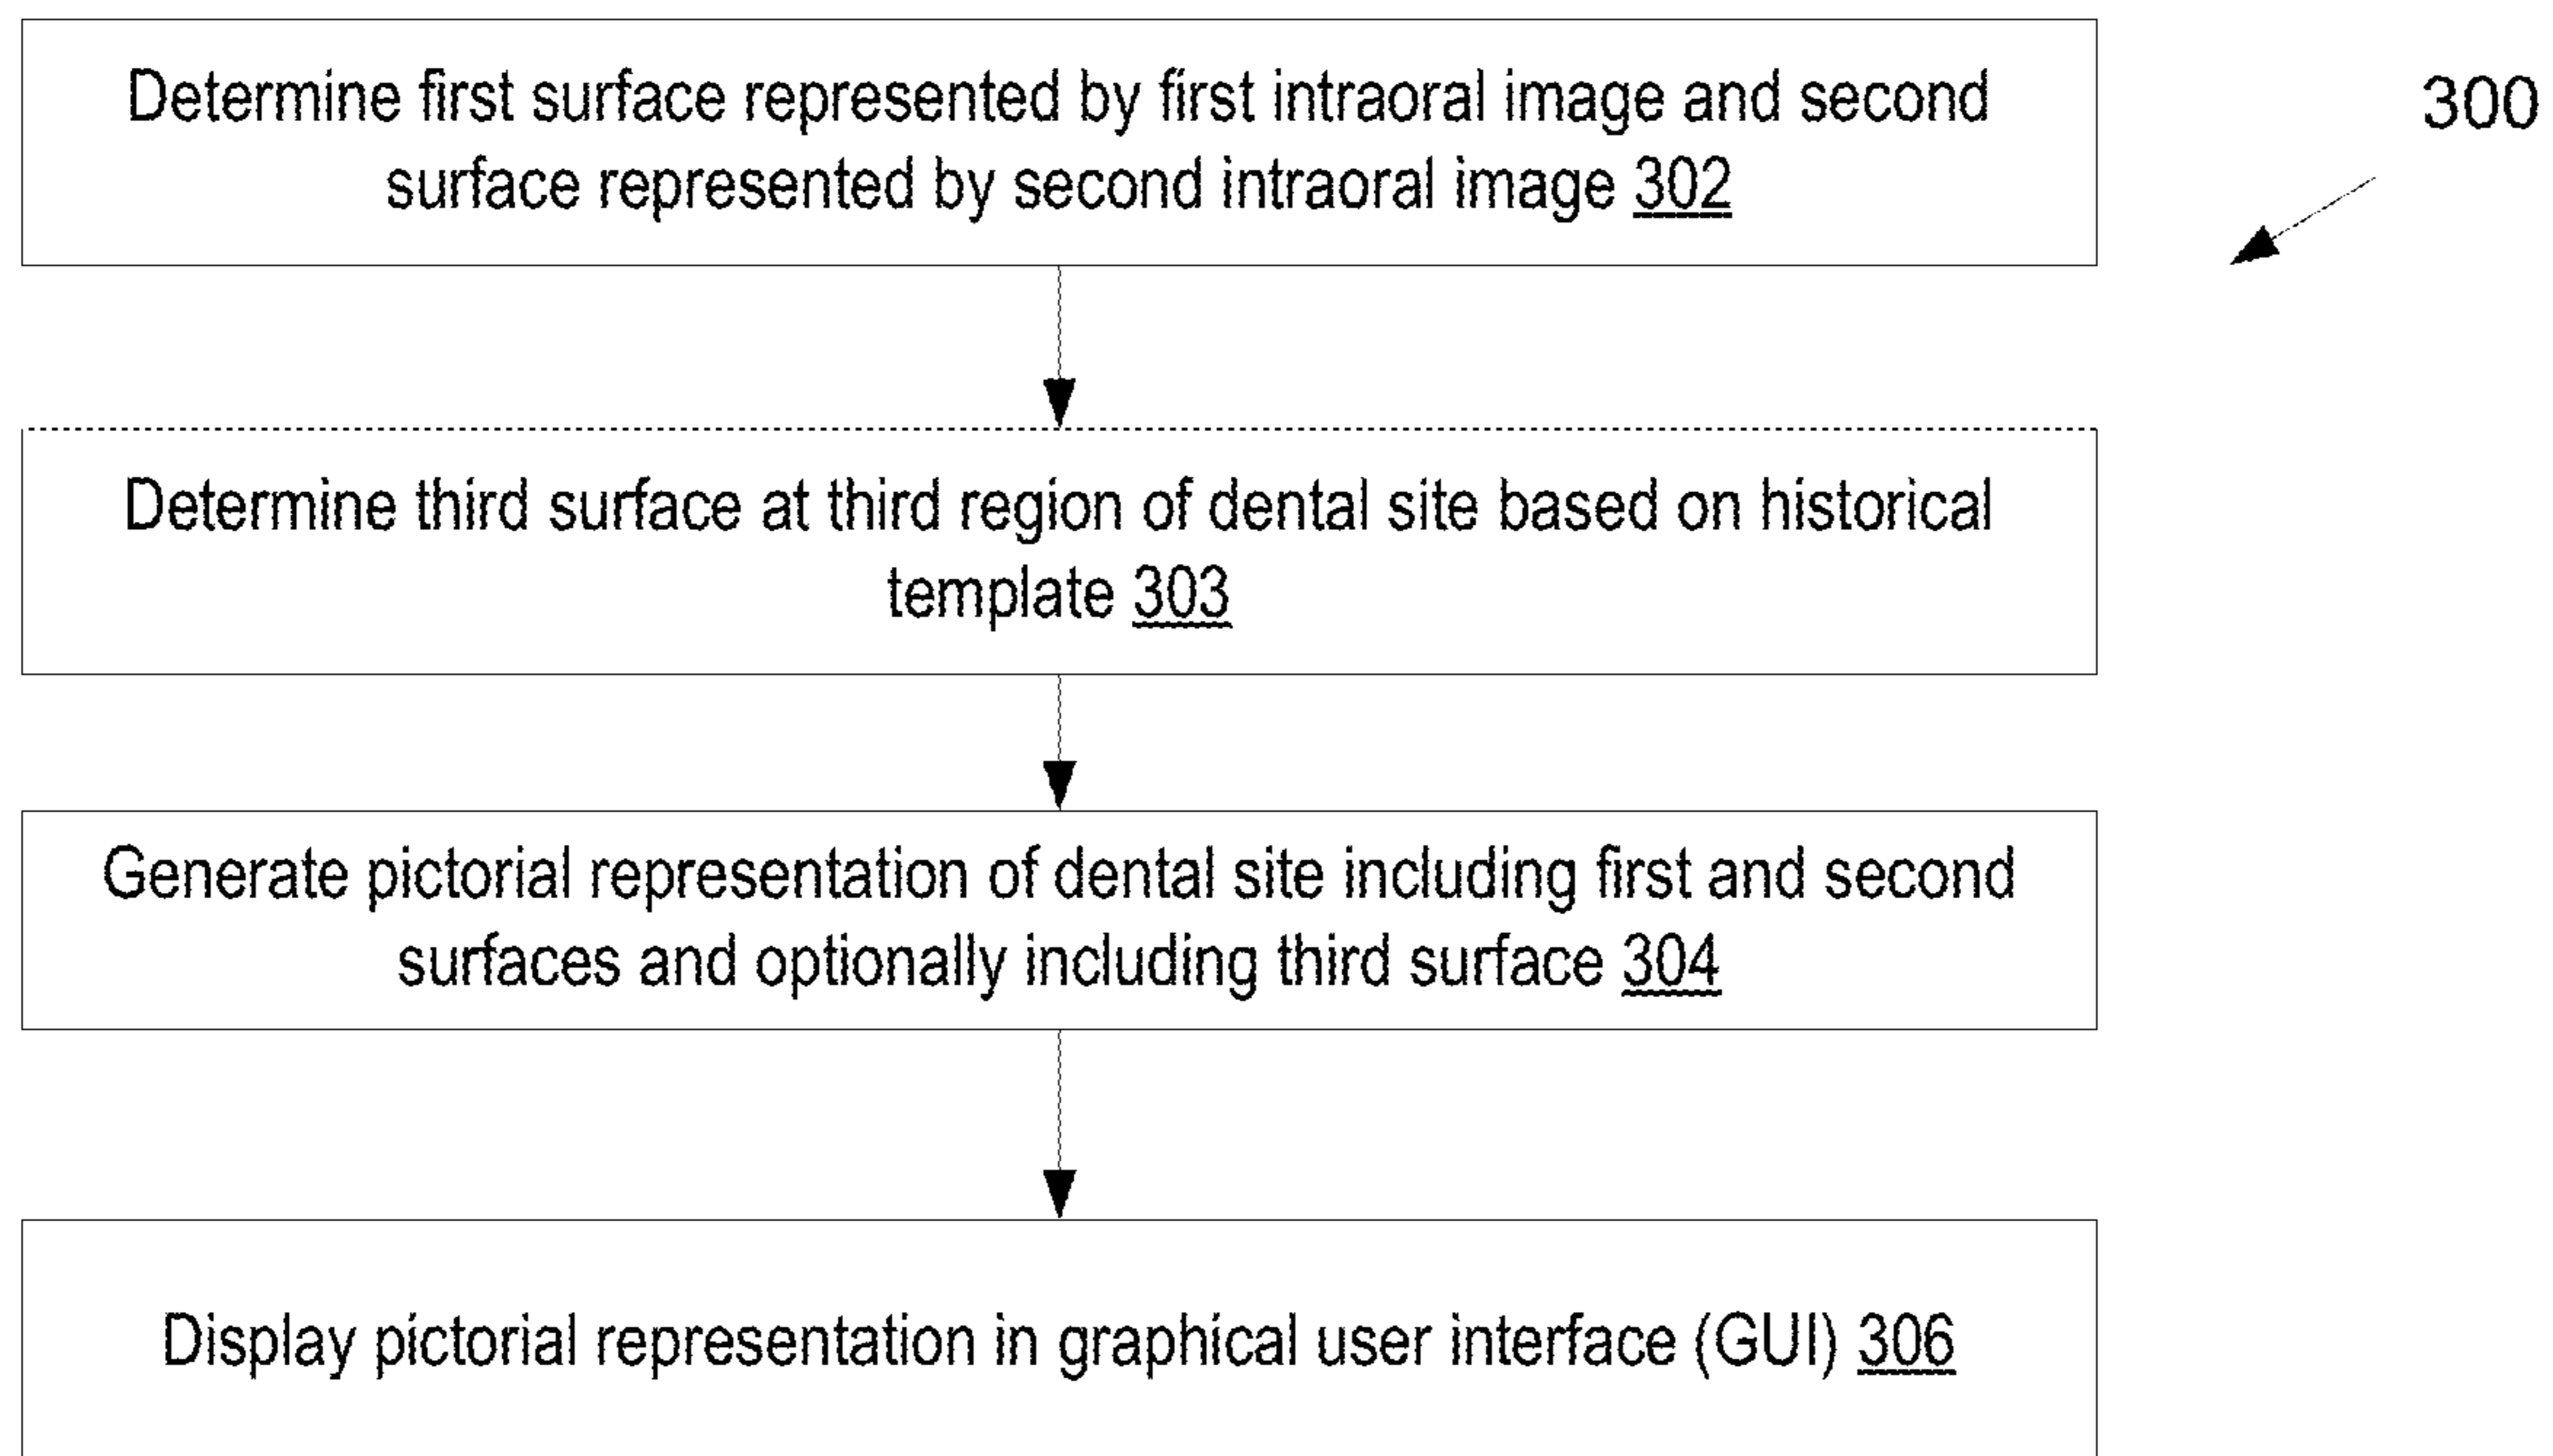 Determine first surface represented by first intraoral image and second
surface represented by second intraoral image 302
300
Determine third surface at third region of dental site based on historical
template 303
Generate pictorial representation of dental site including first and second
surfaces and optionally including third surface 304
Display pictorial representation in graphical user interface (GUI) 306